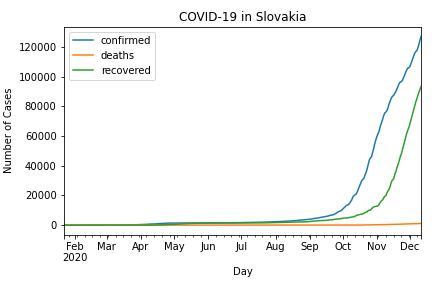 COVID-19 in Slovakia
confirmed
deaths
recovered
Number of Cases
120000
100000
80000
60000
40000
20000
0
Feb Mar Apr May Jun Jul Aug Sep Oct Nov Dec
2020
Day